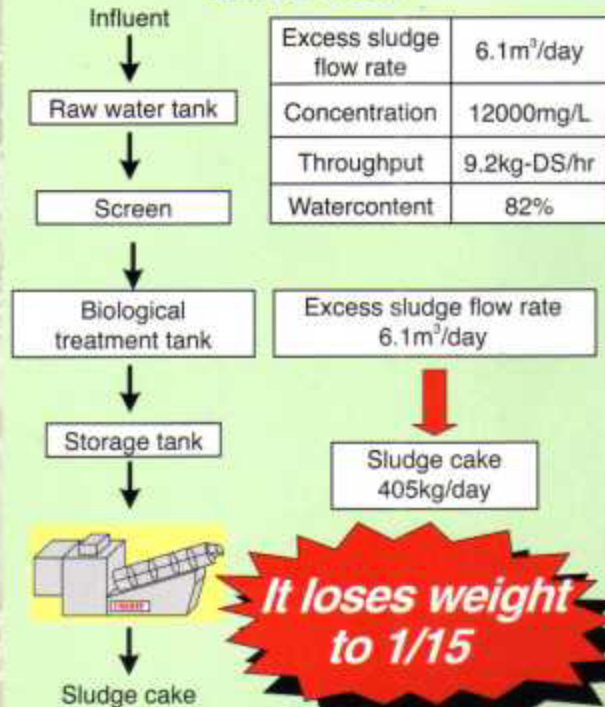 Influent
Raw water tank
Screen
Biological
treatment tank
Storage tank
Sludge cake
Excess sludge
flow rate
6.1m³/day
Concentration
12000mg/L
Throughput
9.2kg-DS/hr
Watercontent
82%
Excess sludge flow rate
6.1m³/day
Sludge cake
405kg/day
It loses weight
to 1/15